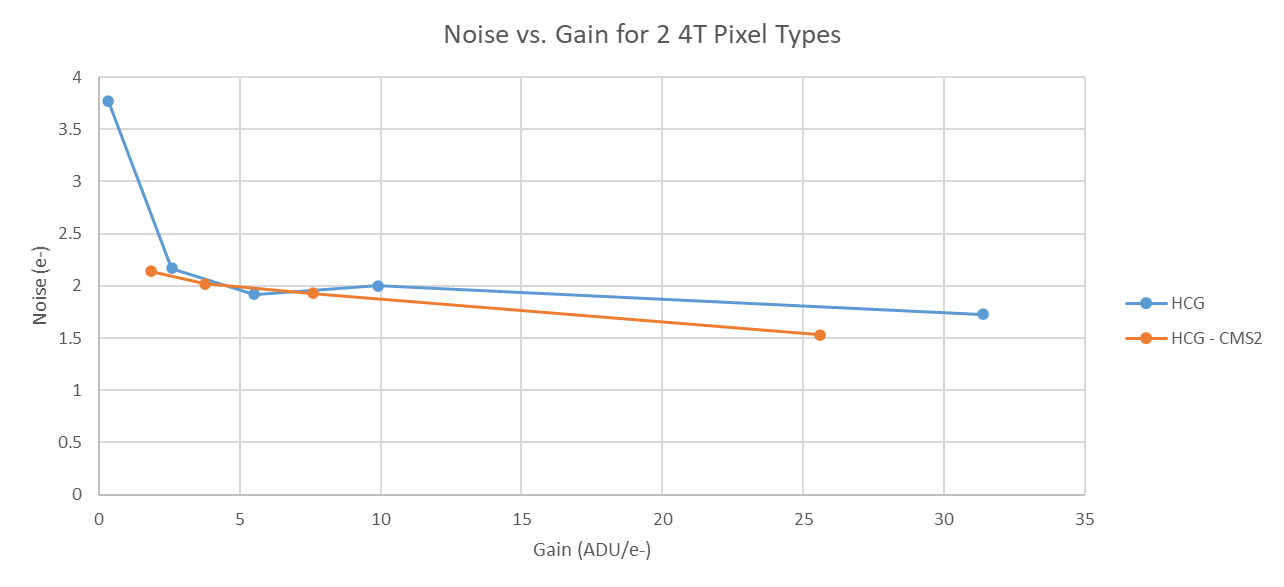 Noise vs. Gain for 2 4T Pixel Types
4
3.5
3
2.5
2
1.5
1
0.5
0
Noise (e-)
0 5 10 15 20 25 30 35
Gain (ADU/e-)
HCG
HCG - CMS2